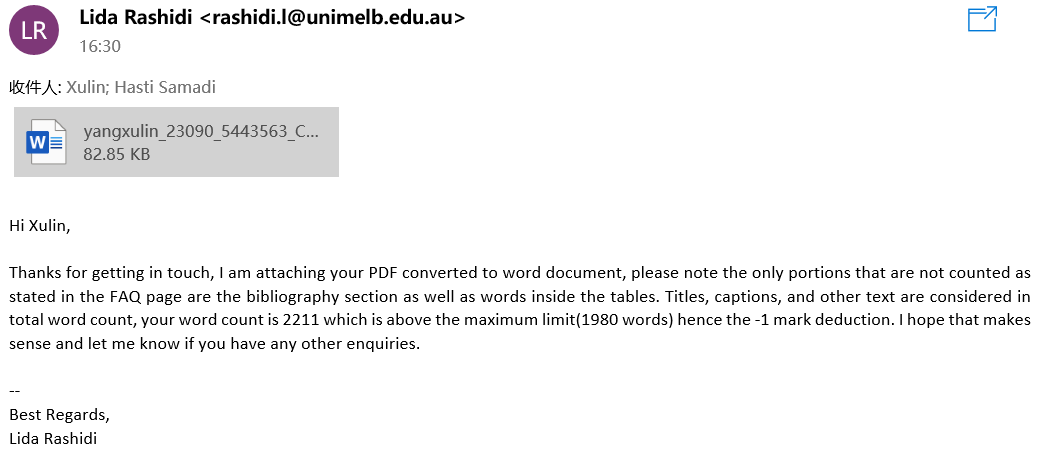 LR
Lida Rashidi <rashidi.l@unimelb.edu.au>
16:30
收件人: Xulin; Hasti Samadi
W
yangxulin_23090_5443563_C...
82.85 KB
Hi Xulin,
Thanks for getting in touch, I am attaching your PDF converted to word document, please note the only portions that are not counted as
stated in the FAQ page are the bibliography section as well as words inside the tables. Titles, captions, and other text are considered in
total word count, your word count is 2211 which is above the maximum limit(1980 words) hence the -1 mark deduction. I hope that makes
sense and let me know if you have any other enquiries.
--
Best Regards,
Lida Rashidi